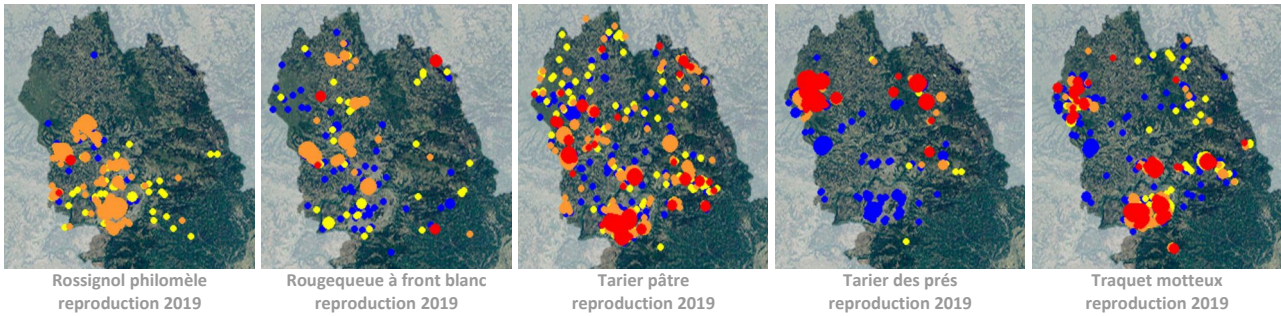 Rossignol philomèle
reproduction 2019
Rougequeue à front blanc
reproduction 2019
Tarier pâtre
reproduction 2019
Tarier des prés
reproduction 2019
Traquet motteux
reproduction 2019